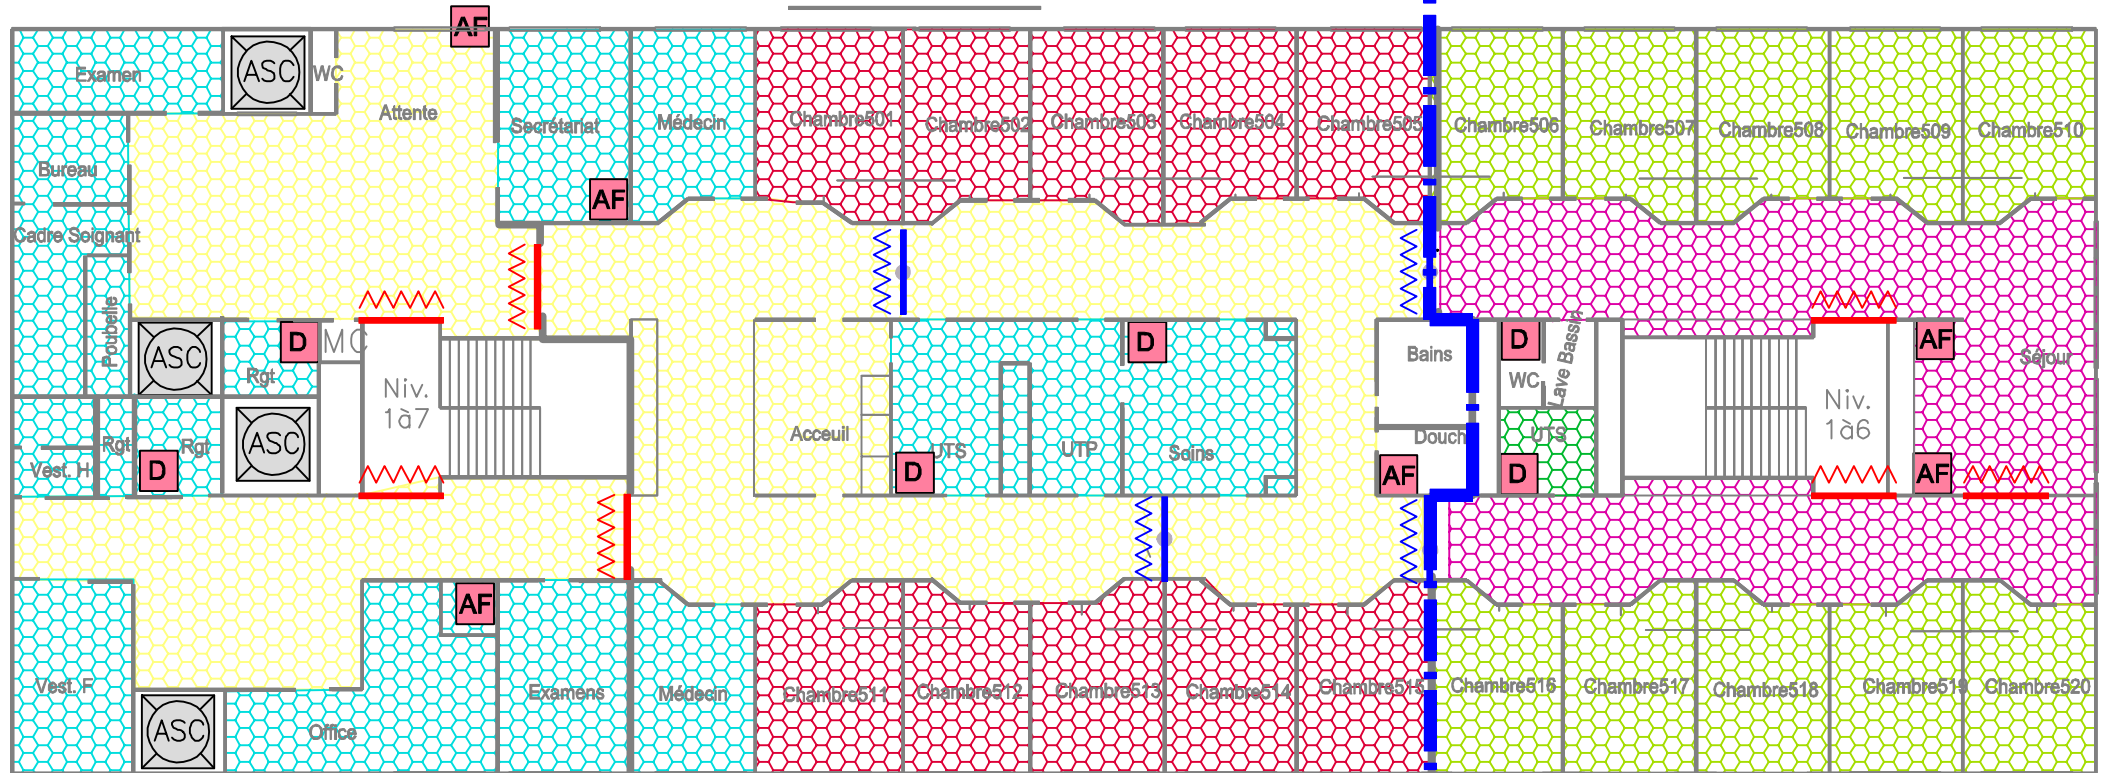 AF
Examen
ASC
WC
Attente
Secrétariat
Médecin
Chambre501
Chambre502
Chambre503
Chambre504
Chambre505
Chambre506
Chambre507
Chambre508
Chambre509
Chambre510
Bureau
AF
Cadre Soignant
Poubelle
ASC
D
MC
Rgt
Niv.
1à7
D
Bains
D
WC
Lave Bassin
AF
Séjour
Niv.
1à6
Rgt
Rgt
ASC
Acceuil
UTS
UTP
Soins
Douch
UTS
Vest. H
D
D
AF
D
AF
AF
Vest. F
Examens
Médecin
Chambre511
Chambre512
Chambre513
Chambre514
Chambre515
Chambre516
Chambre517
Chambre518
Chambre519
Chambre520
ASC
Office